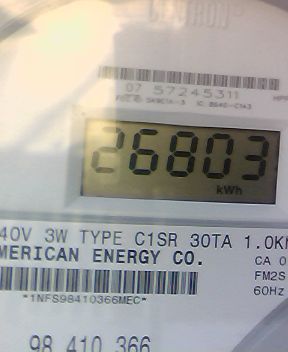 CENTRON
07 57245311
26803
kWh
40V 3W TYPE C1SR 30TA 1.0K
MERICAN ENERGY CO.
CA 0
FM2S
60Hz
*1NFS98410366MEC*
98 410 366